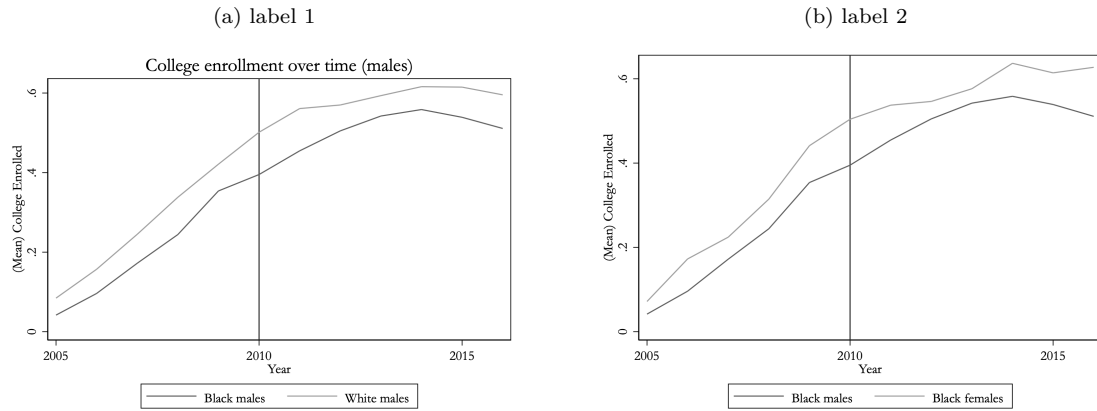 (a) label 1
College enrollment over time (males)
(Mean) College Enrolled
.6
.4
.2
0
2005
2010
2015
Year
Black males
White males
(b) label 2
(Mean) College Enrolled
.6
.4
.2
0
2005
2010
2015
Year
Black males
Black females